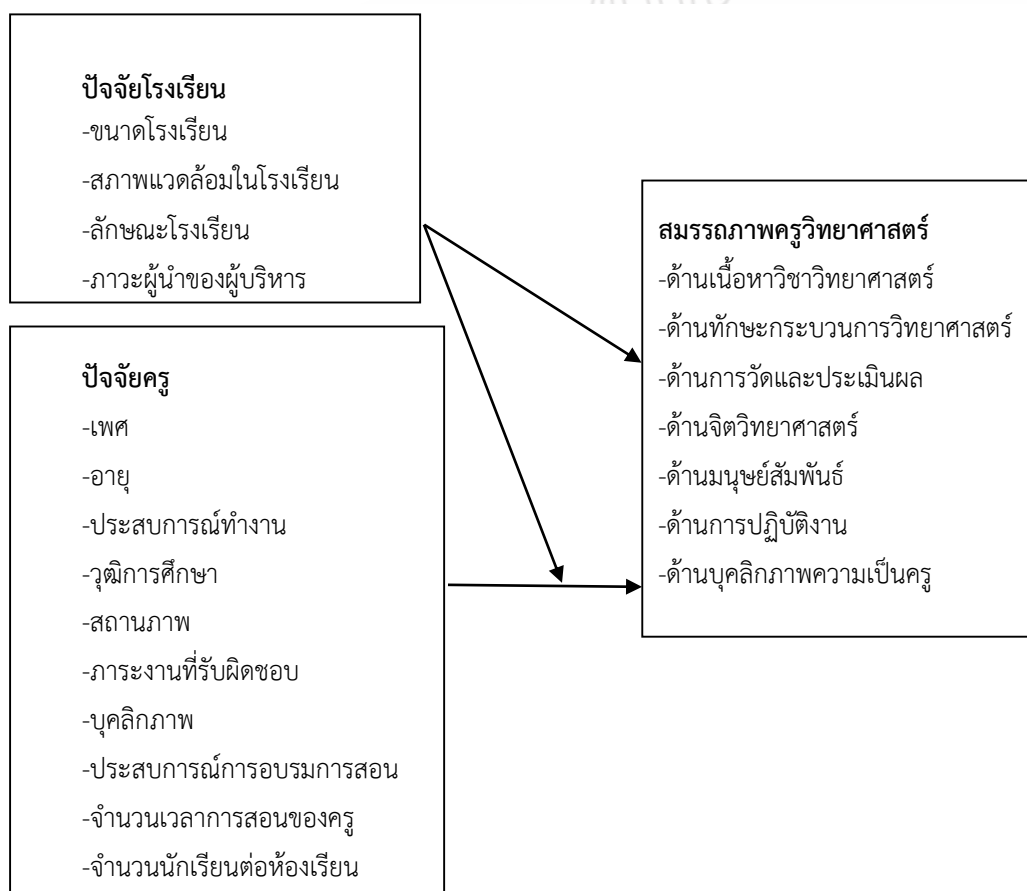 ปัจจัยโรงเรียน
-ขนาดโรงเรียน
-สภาพแวดล้อมในโรงเรียน
-ลักษณะโรงเรียน
-ภาวะผู้นำของผู้บริหาร
ปัจจัยครู
-เพศ
-อายุ
-ประสบการณ์ทำงาน
-วุฒิการศึกษา
-สถานภาพ
-ภาระงานที่รับผิดชอบ
-บุคลิกภาพ
-ประสบการณ์การอบรมการสอน
-จำนวนเวลาการสอนของครู
-จำนวนนักเรียนต่อห้องเรียน
สมรรถภาพครูวิทยาศาสตร์
-ด้านเนื้อหาวิชาวิทยาศาสตร์
-ด้านทักษะกระบวนการวิทยาศาสตร์
-ด้านการวัดและประเมินผล
-ด้านจิตวิทยาศาสตร์
-ด้านมนุษย์สัมพันธ์
-ด้านการปฏิบัติงาน
-ด้านบุคลิกภาพความเป็นครู